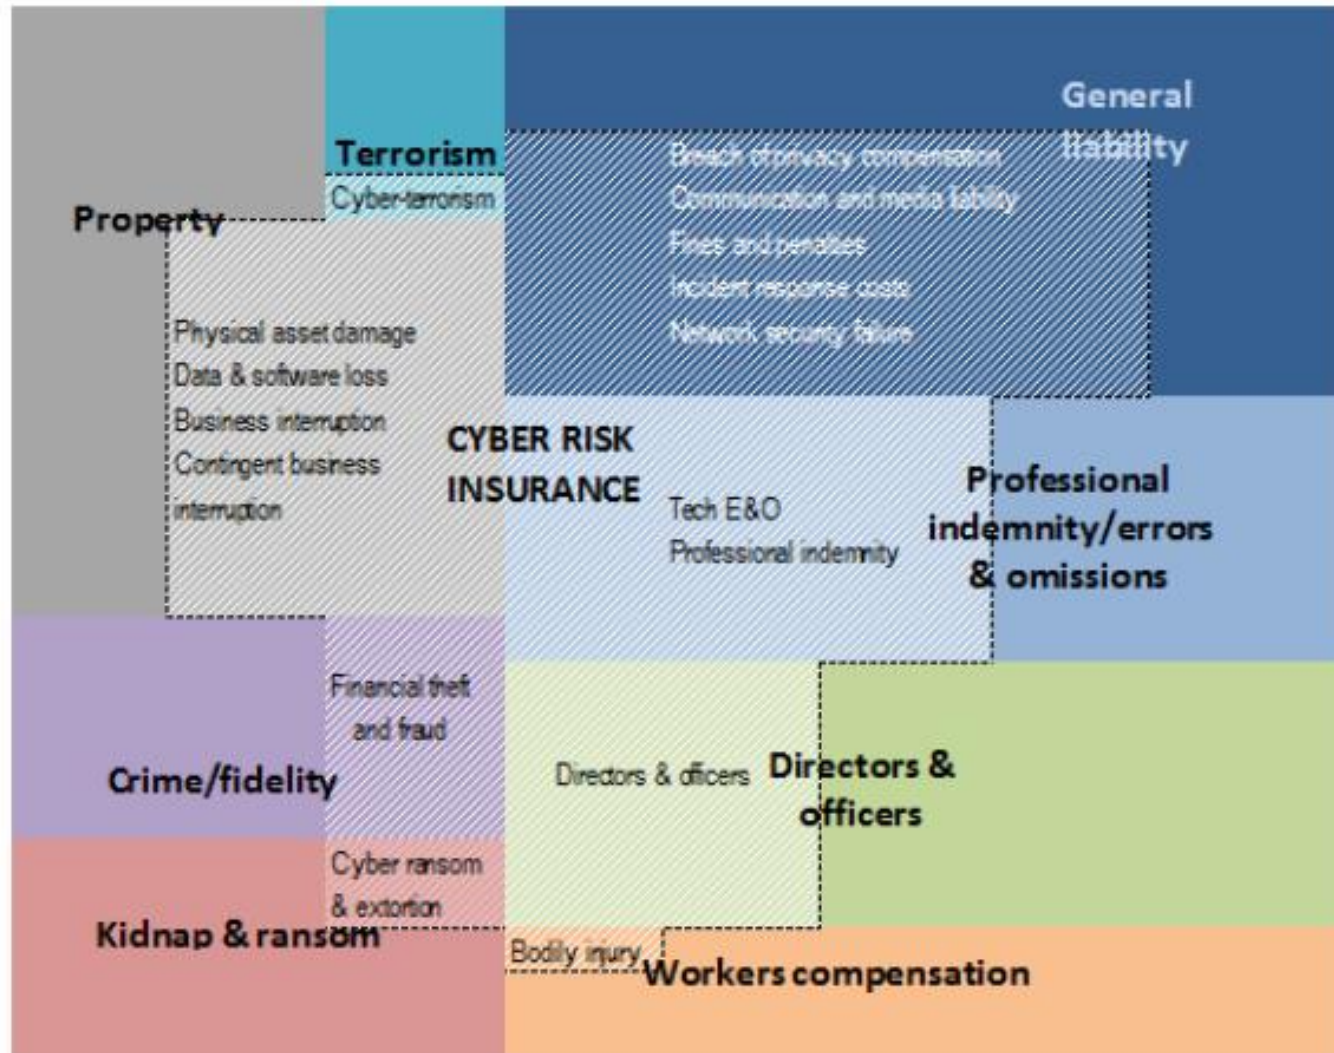 General
liability
Breach of privacy compensation
Communication and media liability
Fines and penalties
Incident response costs
Network security failure
Terrorism
Cyber-terrorism
Property
Physical asset damage
Data & software loss
Business interruption
Contingent business
interruption
CYBER RISK
INSURANCE
Tech E&O
Professional indemnity
Professional
indemnity/errors
& omissions
Financial theft
and fraud
Crime/fidelity
Directors & officers
Directors &
officers
Cyber ransom
& extortion
Kidnap & ransom
Bodily injury
Workers compensation